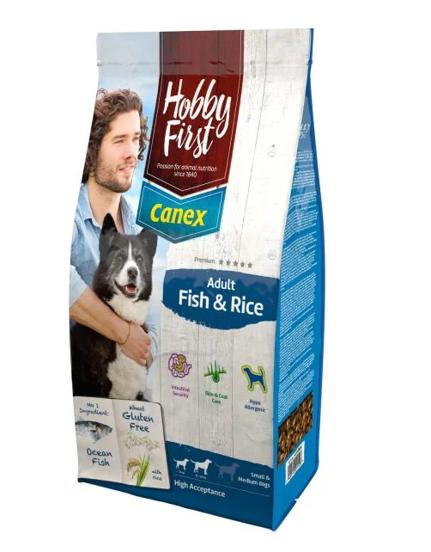 Hobby
First
Passion for animal nutrition
since 1840
Canex
Premium ★★★★★
Adult
Fish & Rice
Intestinal
Security
Skin & Coat
Care
Hypo
Allergenic
No 1
Ingredient:
Ocean
Fish
Wheat
Gluten
Free
with
rice
Small &
Medium dogs
High Acceptance